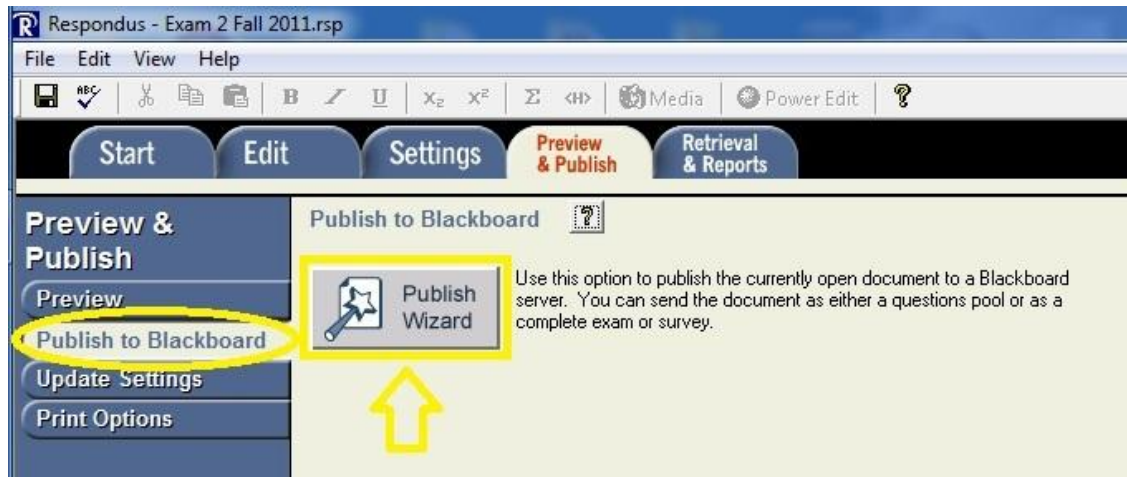 Respondus - Exam 2 Fall 2011.rsp
File Edit View Help
ABC B I U X₂ X² Σ <H> Media Power Edit ?
Start Edit Settings Preview & Publish Retrieval & Reports
Preview & Publish
Preview
Publish to Blackboard
Update Settings
Print Options
Publish to Blackboard ?
Publish Wizard
Use this option to publish the currently open document to a Blackboard
server. You can send the document as either a questions pool or as a
complete exam or survey.